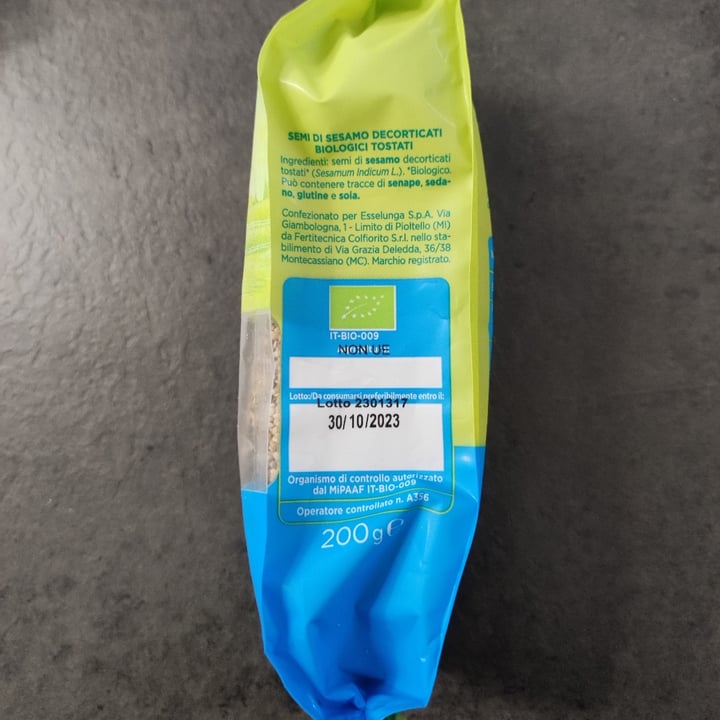 SEMI DI SESAMO DECORTICATI
BIOLOGICI TOSTATI
Ingredienti: semi di sesamo decorticati
tostati* (Sesamum indicum L.). *Biologico.
Può contenere tracce di senape, seda-
no, glutine e soia.
Confezionato per Esselunga S.p.A. Via
Giambologna, 1 - Limito di Pioltello (MI)
da Fertitecnica Colfiorito S.r.l. nello sta-
bilimento di Via Grazia Deledda, 36/38
Montecassiano (MC). Marchio registrato.
IT-BIO-009
NON UE
Lotto:/Da consumarsi preferibilmente entro il:
Lotto 2301317
30/10/2023
Organismo di controllo autorizzato
dal MiPAAF IT-BIO-009
Operatore controllato n. A356
200 g e